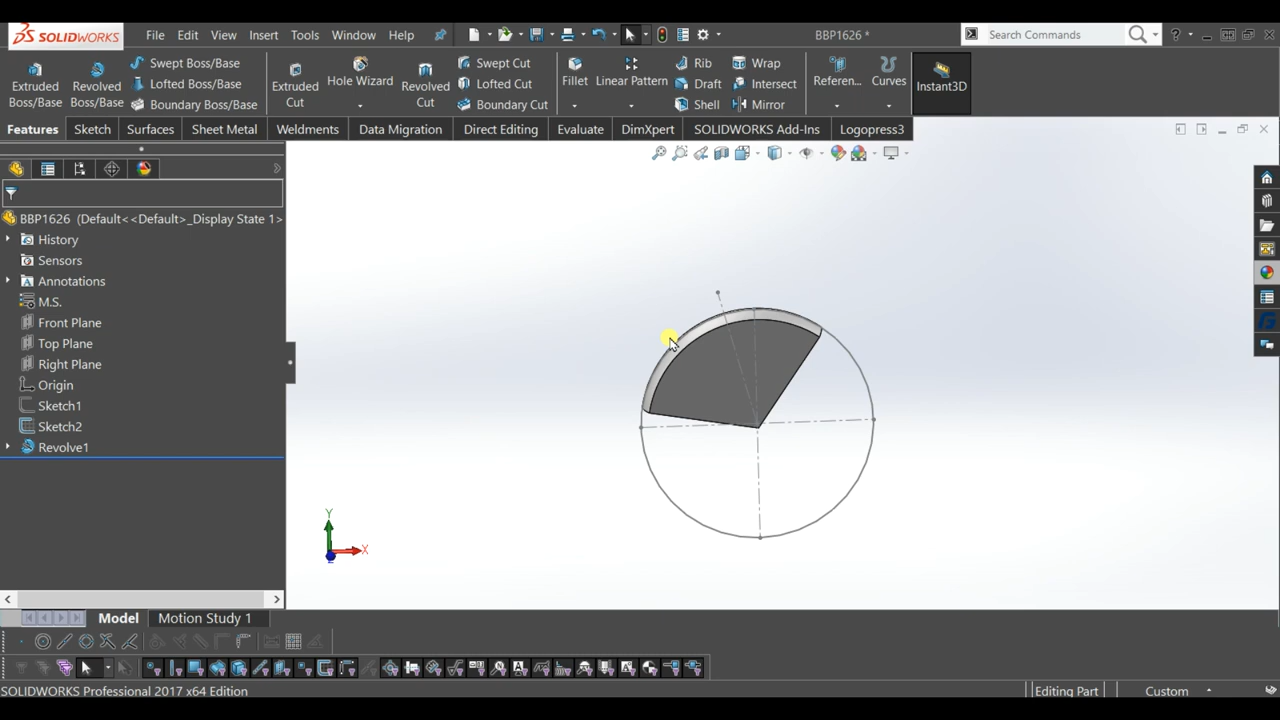 SOLIDWORKS File Edit View Insert Tools Window Help BBP1626 * Search Commands
Extruded Boss/Base Revolved Boss/Base Swept Boss/Base Lofted Boss/Base Boundary Boss/Base Extruded Cut Hole Wizard Revolved Cut Swept Cut Lofted Cut Boundary Cut Fillet Linear Pattern Rib Draft Shell Wrap Intersect Mirror Referen... Curves Instant3D
Features Sketch Surfaces Sheet Metal Weldments Data Migration Direct Editing Evaluate DimXpert SOLIDWORKS Add-Ins Logopress3
BBP1626 (Default<<Default>_Display State 1>
History
Sensors
Annotations
M.S.
Front Plane
Top Plane
Right Plane
Origin
Sketch1
Sketch2
Revolve1
Y
X
Model Motion Study 1
SOLIDWORKS Professional 2017 x64 Edition Editing Part Custom